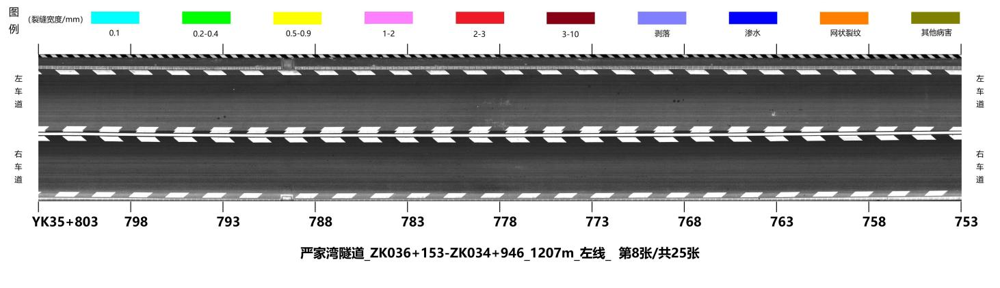 图例
(裂缝宽度/mm)
0.1 0.2-0.4 0.5-0.9 1-2 2-3 3-10 剥落 渗水 网状裂纹 其他病害
左车道 左车道
右车道 右车道
YK35+803 798 793 788 783 778 773 768 763 758 753
严家湾隧道_ZK036+153-ZK034+946_1207m_左线_ 第8张/共25张